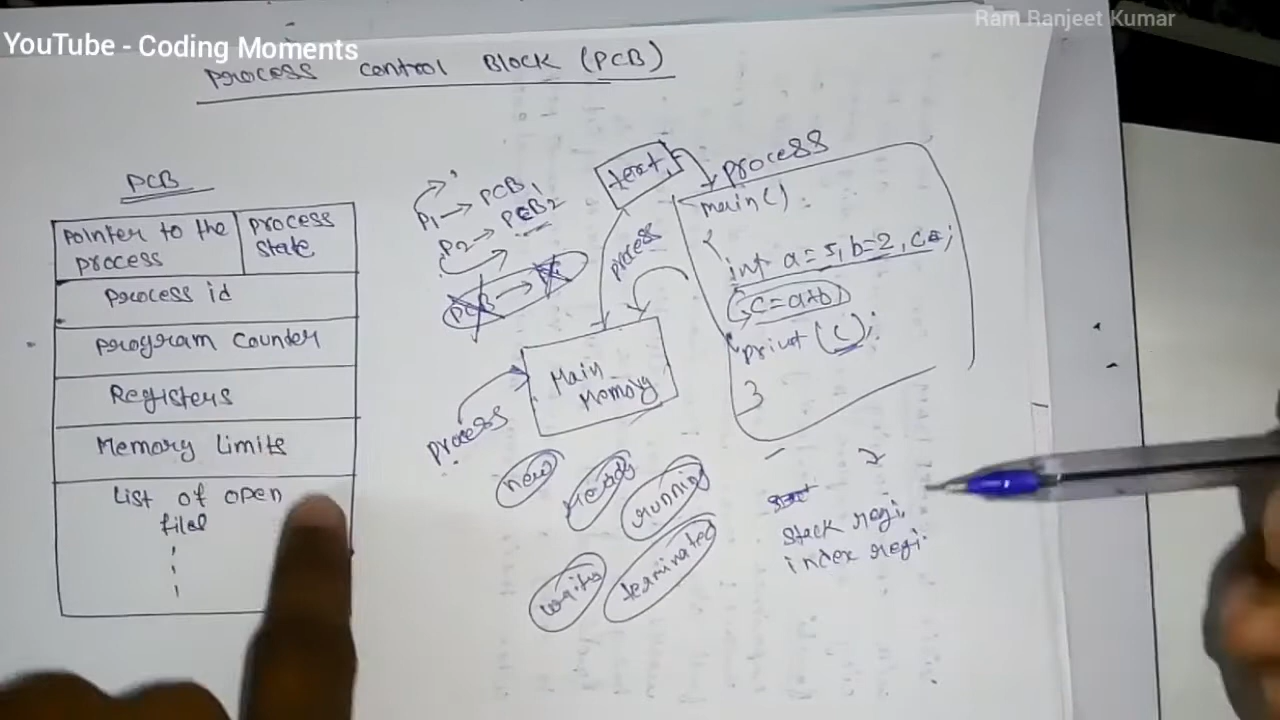 Ram Ranjeet Kumar
YouTube - Coding Moments
Process Control Block (PCB)
PCB
Pointer to the process
Process state
Process id
Program Counter
Registers
Memory Limits
List of open
files
P1 → PCB1
P2 → PCB2
PCB →
text
process
main()
{
int a = 5, b = 2, c;
c = a+b
print (c);
}
process
Main
Memory
process
new
ready
running
waiting
terminated
stack regi.
index regi.